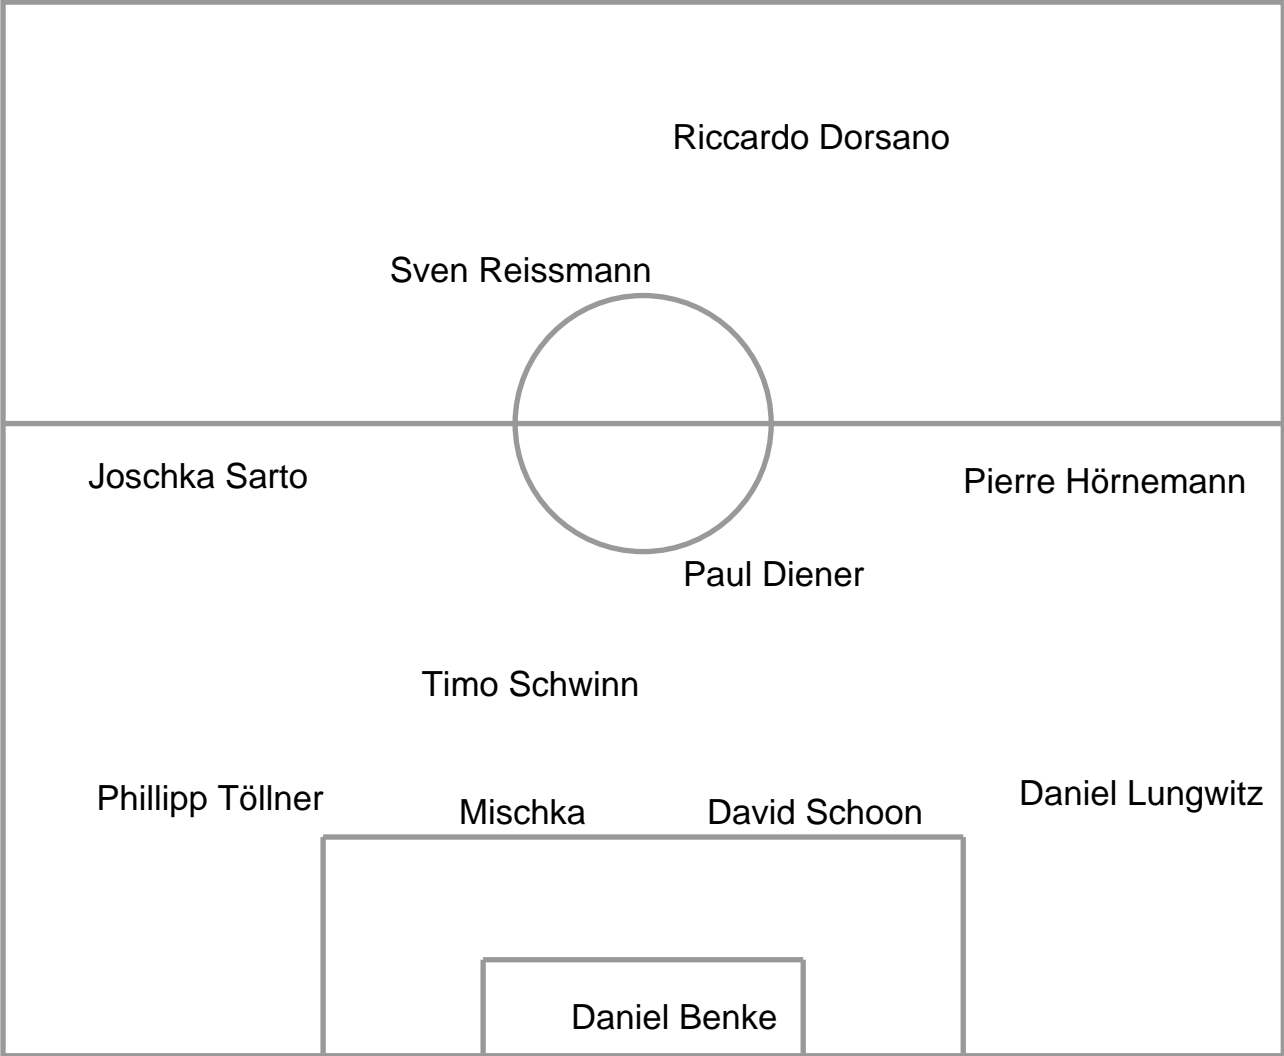 Riccardo Dorsano
Sven Reissmann
Joschka Sarto
Pierre Hörnemann
Paul Diener
Timo Schwinn
Phillipp Töllner
Mischka
David Schoon
Daniel Lungwitz
Daniel Benke